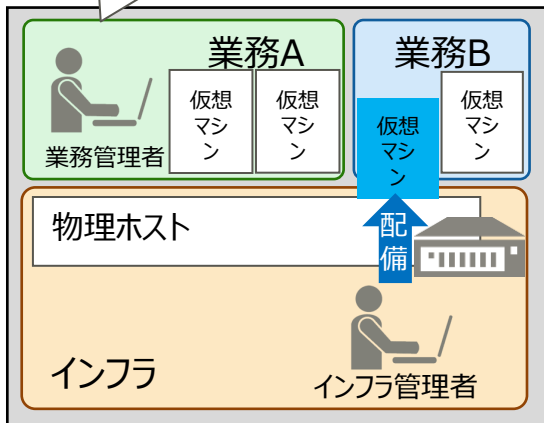 業務A
業務B
仮想
マシ
ン
仮想
マシ
ン
仮想
マシ
ン
仮想
マシ
ン
業務管理者
物理ホスト
配
備
インフラ
インフラ管理者